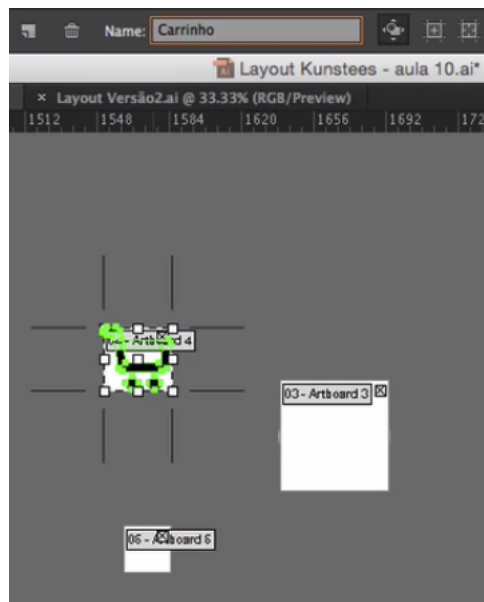 Name: Carrinho
Layout Kunstees - aula 10.ai*
× Layout Versão2.ai @ 33.33% (RGB/Preview)
1512 1548 1584 1620 1656 1692 172
Artboard 4
03 - Artboard 3
06 - Artboard 6